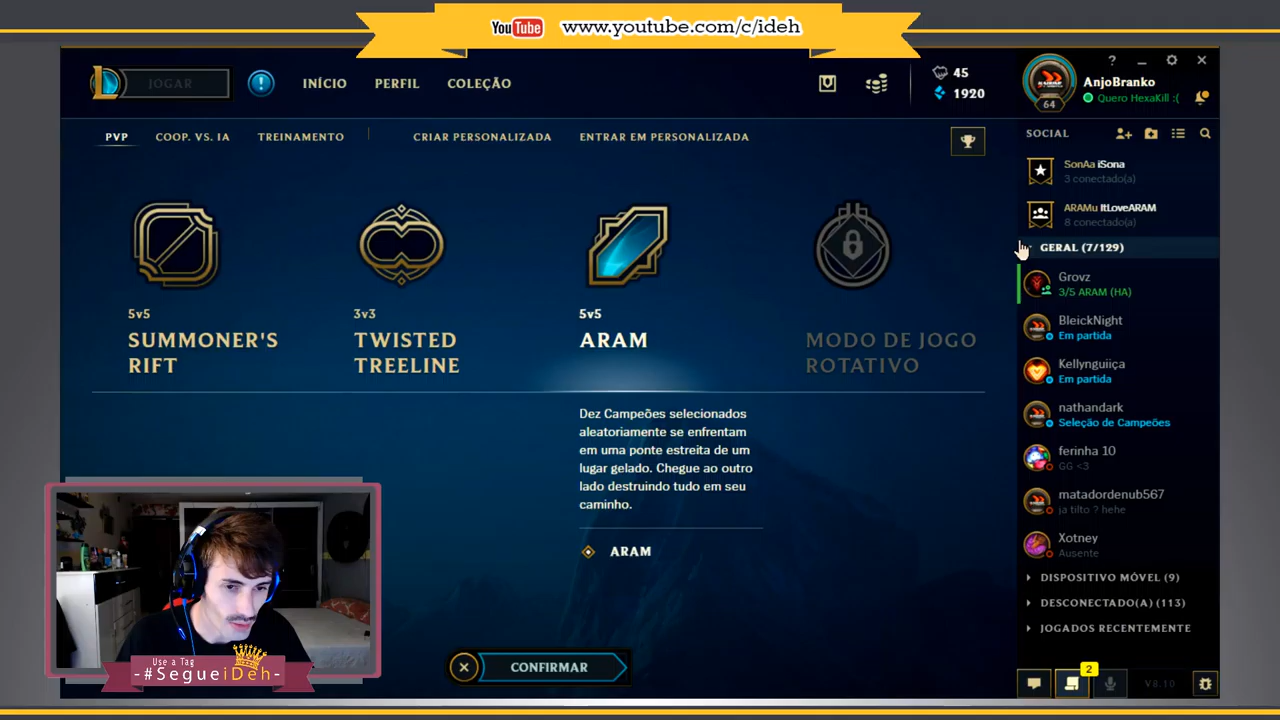 YouTube www.youtube.com/c/ideh
JOGAR
INÍCIO
PERFIL
COLEÇÃO
45
1920
64
AnjoBranko
Quero HexaKill :(
PVP
COOP. VS. IA
TREINAMENTO
CRIAR PERSONALIZADA
ENTRAR EM PERSONALIZADA
5v5
SUMMONER'S
RIFT
3v3
TWISTED
TREELINE
5v5
ARAM
MODO DE JOGO
ROTATIVO
Dez Campeões selecionados
aleatoriamente se enfrentam
em uma ponte estreita de um
lugar gelado. Chegue ao outro
lado destruindo tudo em seu
caminho.
ARAM
CONFIRMAR
SOCIAL
SonAa iSona
3 conectado(a)
ARAMu ItLoveARAM
8 conectado(a)
GERAL (7/129)
Grovz
3/5 ARAM (HA)
BleickNight
Em partida
Kellynguiiça
Em partida
nathandark
Seleção de Campeões
ferinha 10
GG <3
matadordenub567
ja tilto ? hehe
Xotney
Ausente
DISPOSITIVO MÓVEL (9)
DESCONECTADO(A) (113)
JOGADOS RECENTEMENTE
2
V8.10
Use a Tag
-#SegueiDeh-